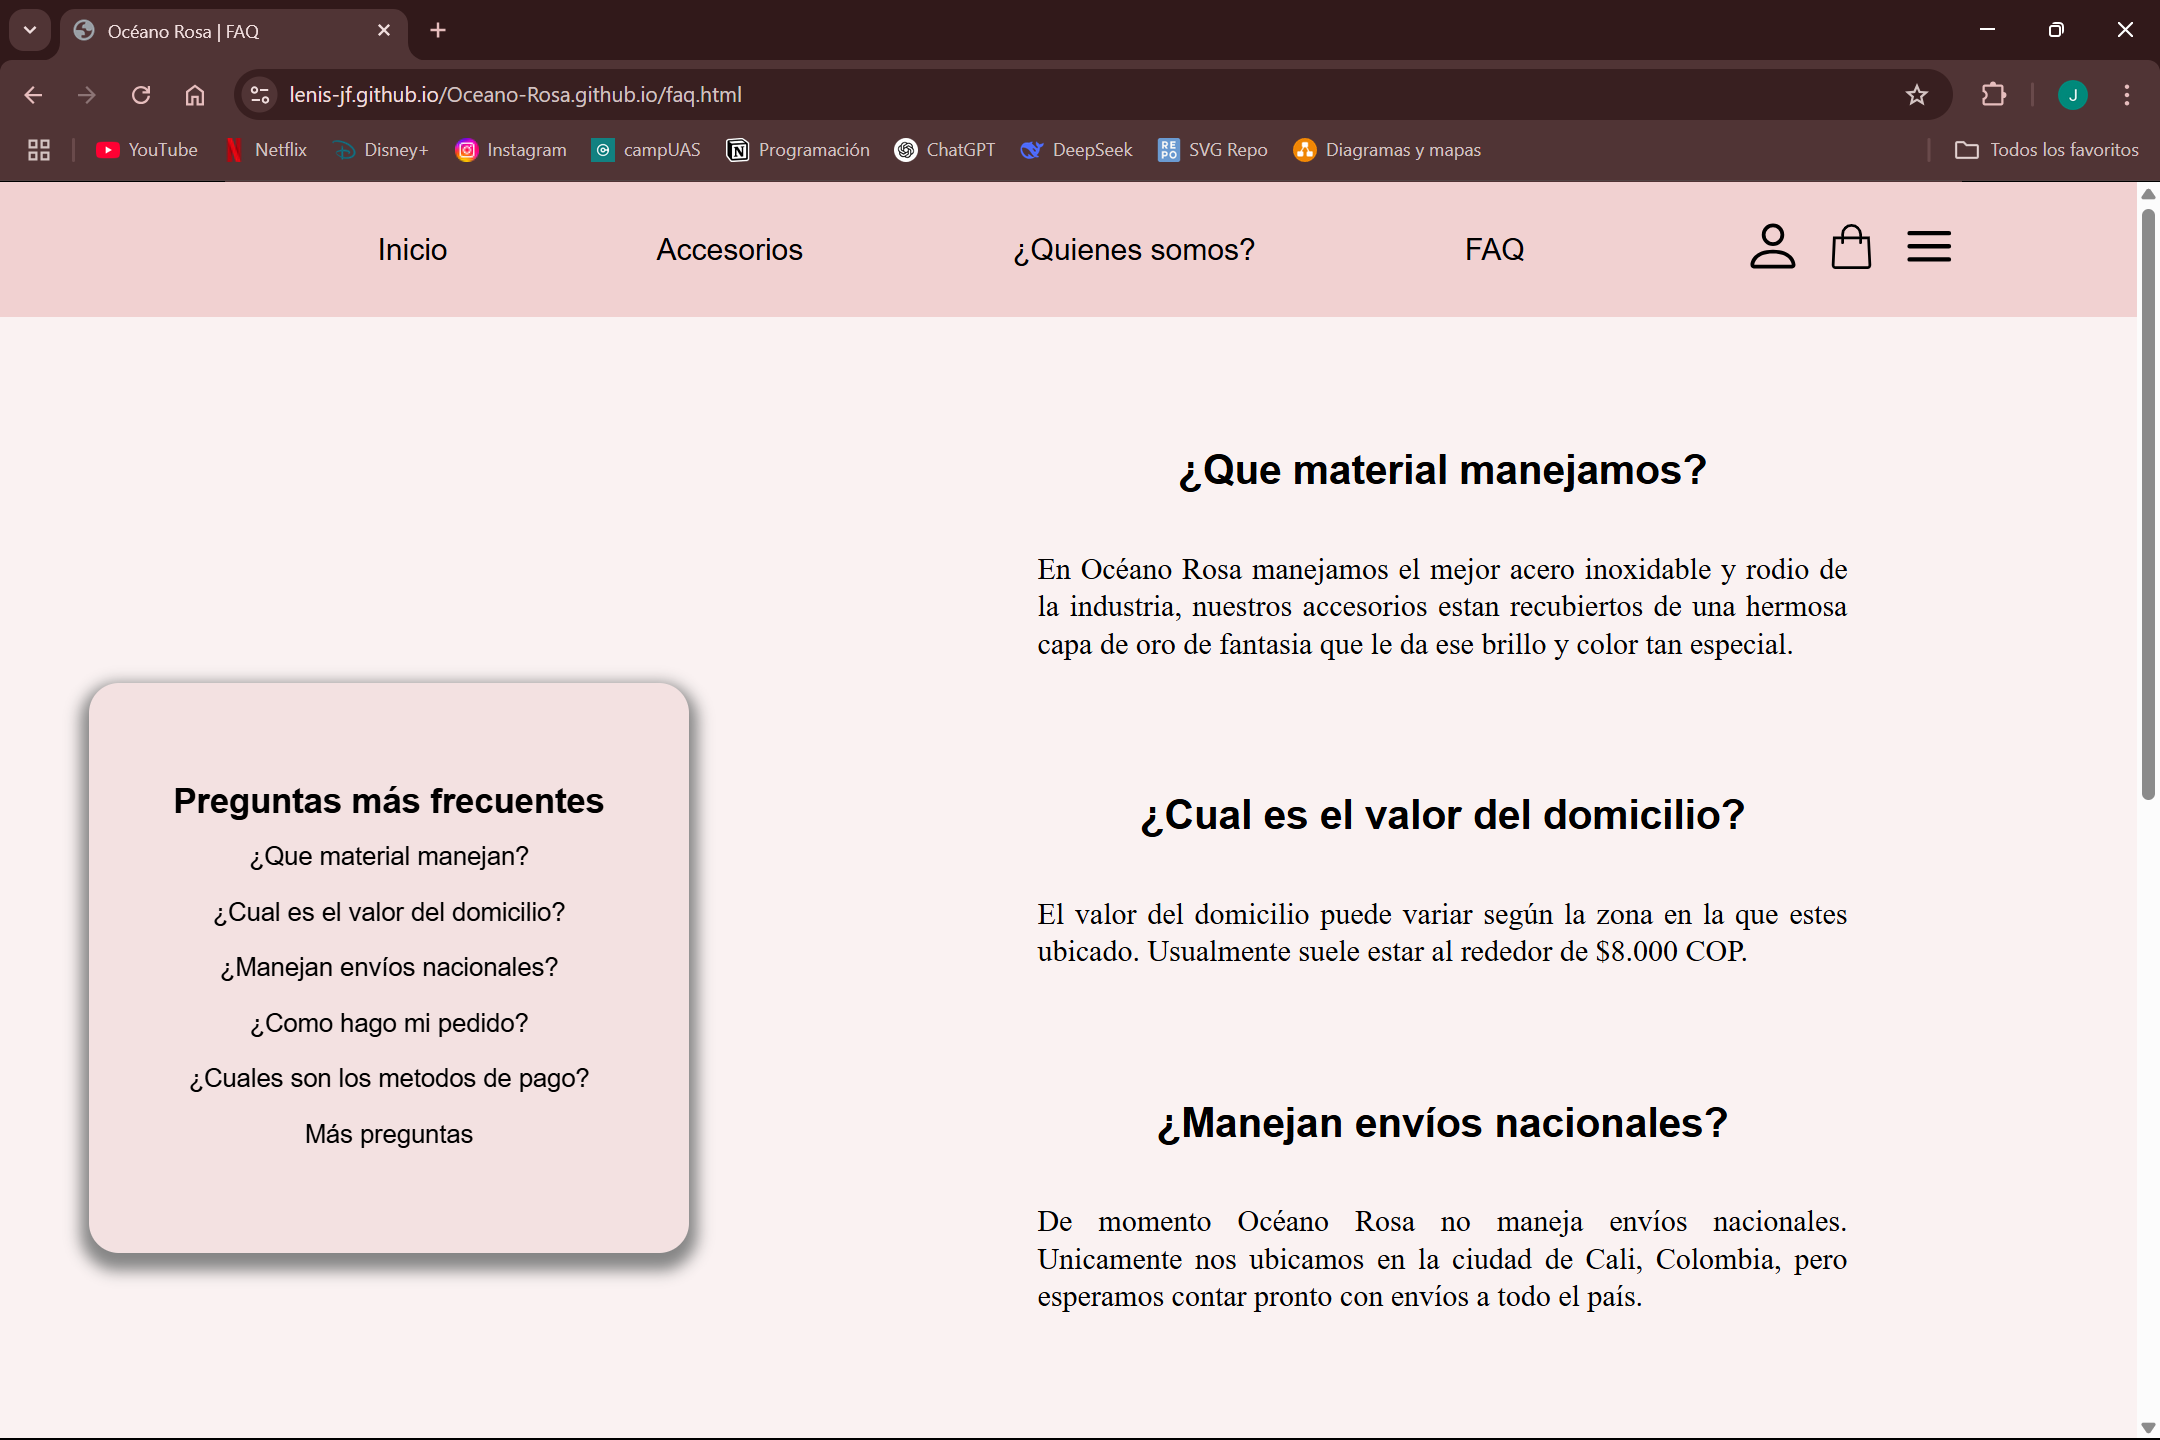 Océano Rosa | FAQ
lenis-jf.github.io/Oceano-Rosa.github.io/faq.html
J
YouTube
Netflix
Disney+
Instagram
campUAS
Programación
ChatGPT
DeepSeek
RE
PO
SVG Repo
Diagramas y mapas
Todos los favoritos
Inicio
Accesorios
¿Quienes somos?
FAQ
Preguntas más frecuentes
¿Que material manejan?
¿Cual es el valor del domicilio?
¿Manejan envíos nacionales?
¿Como hago mi pedido?
¿Cuales son los metodos de pago?
Más preguntas
¿Que material manejamos?
En Océano Rosa manejamos el mejor acero inoxidable y rodio de
la industria, nuestros accesorios estan recubiertos de una hermosa
capa de oro de fantasia que le da ese brillo y color tan especial.
¿Cual es el valor del domicilio?
El valor del domicilio puede variar según la zona en la que estes
ubicado. Usualmente suele estar al rededor de $8.000 COP.
¿Manejan envíos nacionales?
De momento Océano Rosa no maneja envíos nacionales.
Unicamente nos ubicamos en la ciudad de Cali, Colombia, pero
esperamos contar pronto con envíos a todo el país.